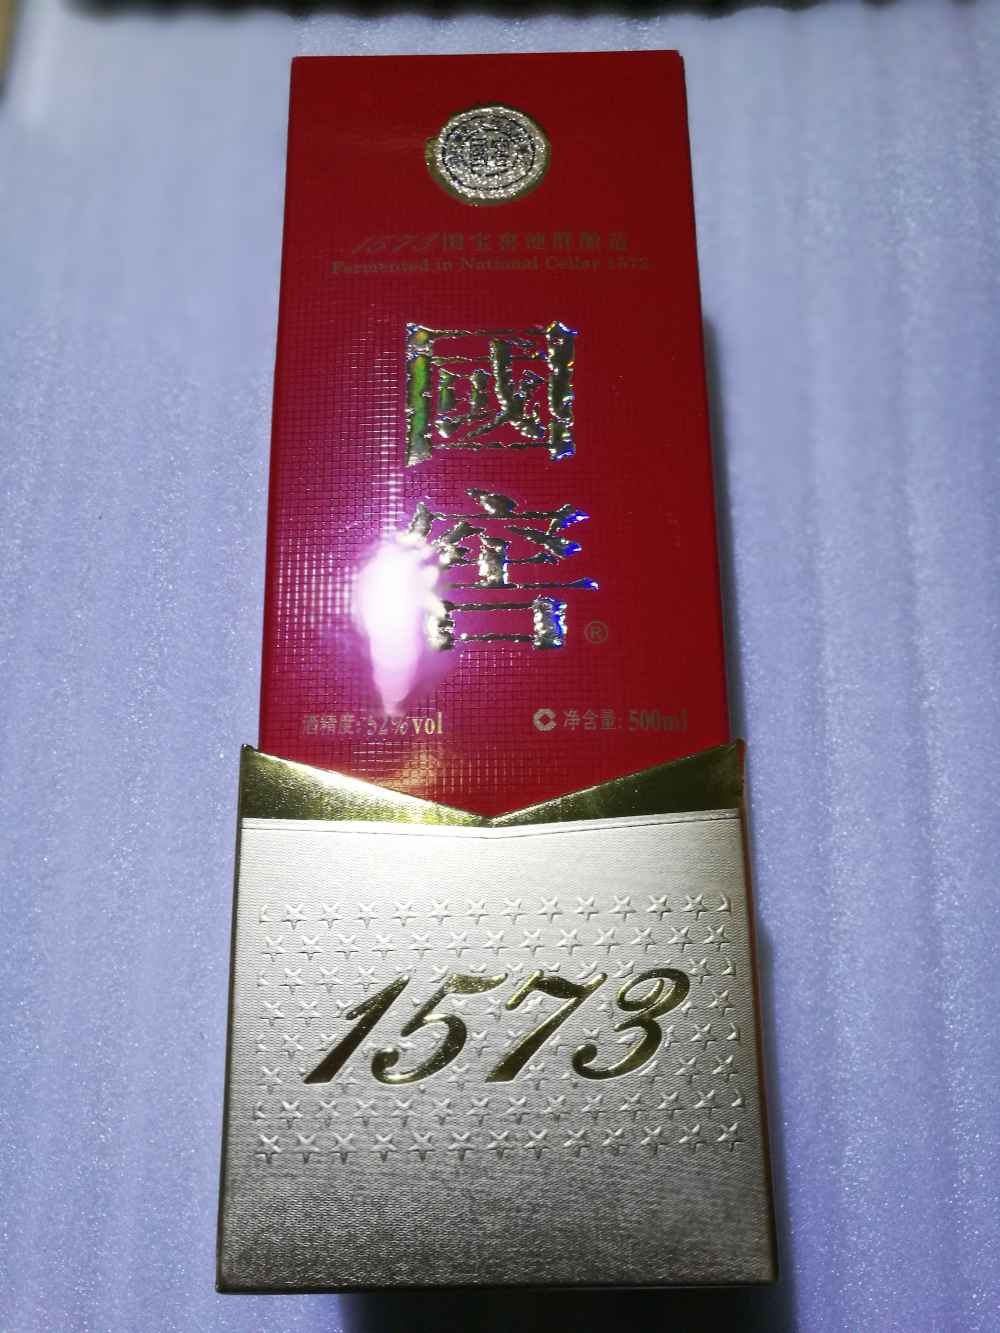 1573国宝窖池群酿造
Fermented in National Cellar 1573
國
窖
®
酒精度: 52%vol
净含量: 500ml
1573